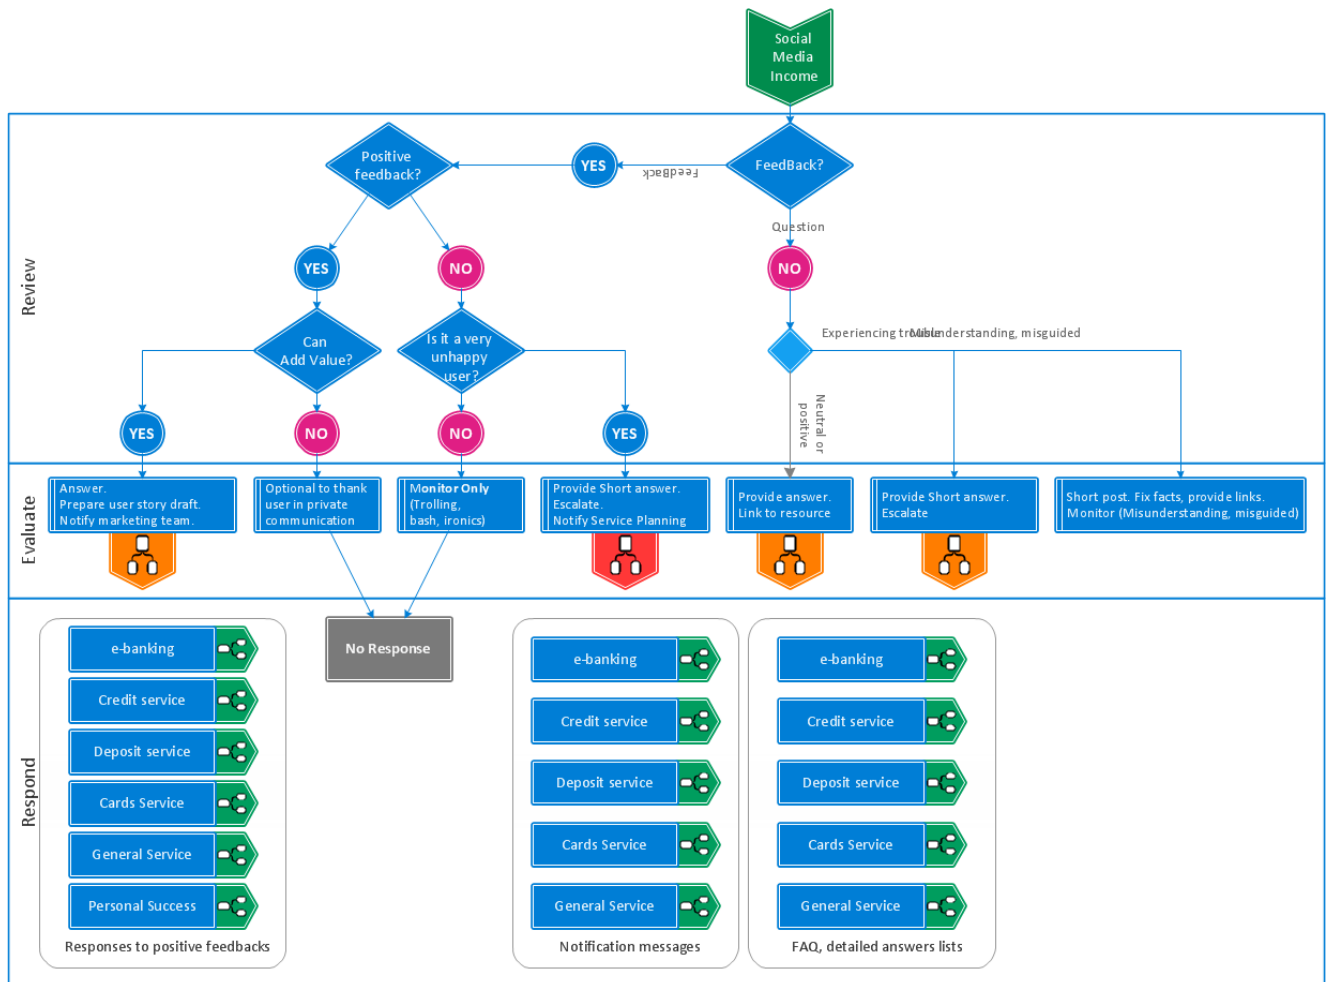 Social
Media
Income
Review
Positive
feedback?
YES
FeedBack
FeedBack?
Question
YES
NO
NO
Can
Add Value?
Is it a very
unhappy
user?
Experiencing trouble
Misunderstanding, misguided
Neutral or
positive
YES
NO
NO
YES
Evaluate
Answer.
Prepare user story draft.
Notify marketing team.
Optional to thank
user in private
communication
Monitor Only
(Trolling,
bash, ironics)
Provide Short answer.
Escalate.
Notify Service Planning
Provide answer.
Link to resource
Provide Short answer.
Escalate
Short post. Fix facts, provide links.
Monitor (Misunderstanding, misguided)
Respond
e-banking
Credit service
Deposit service
Cards Service
General Service
Personal Success
Responses to positive feedbacks
No Response
e-banking
Credit service
Deposit service
Cards Service
General Service
Notification messages
e-banking
Credit service
Deposit service
Cards Service
General Service
FAQ, detailed answers lists